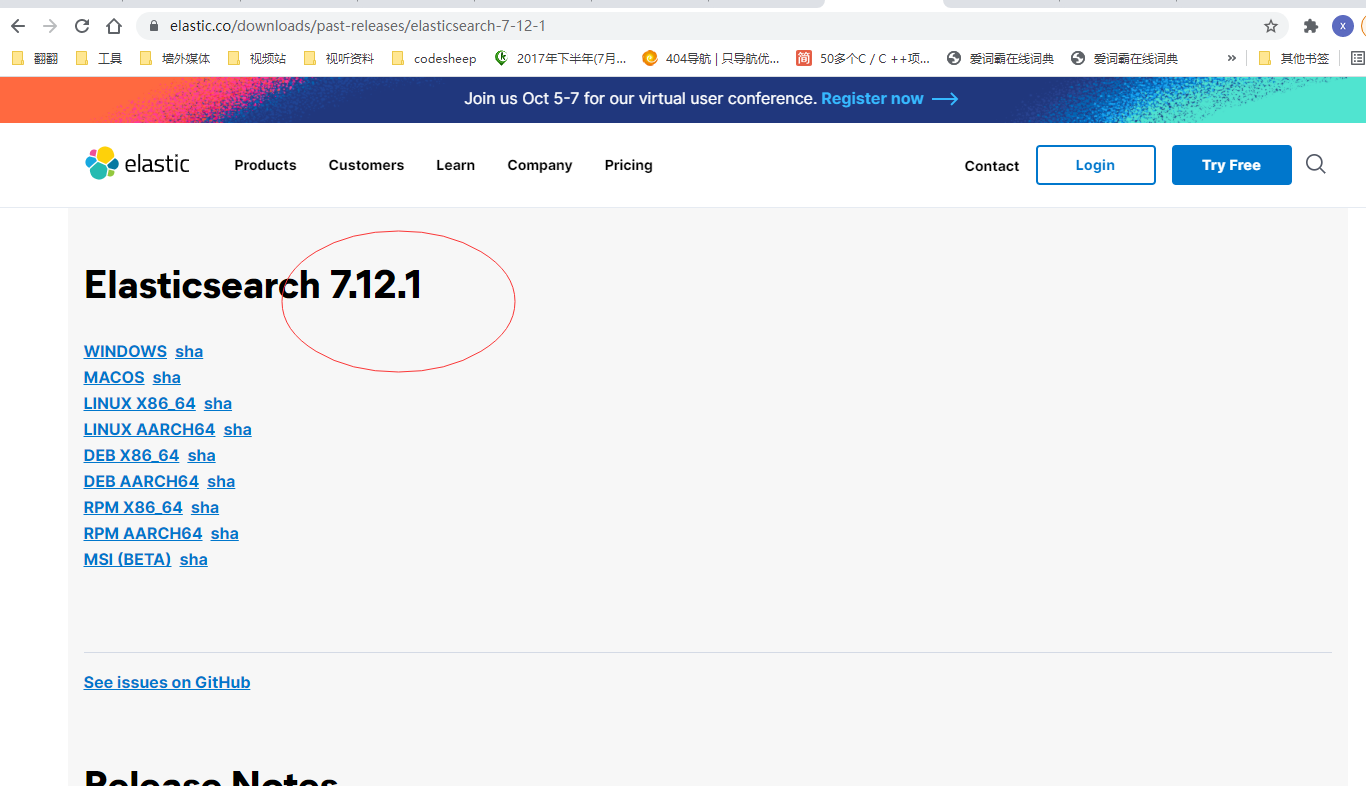 elastic.co/downloads/past-releases/elasticsearch-7-12-1
X
翻翻 工具 墙外媒体 视频站 视听资料 codesheep 2017年下半年(7月... 404导航 | 只导航优... 简 50多个C / C ++项... 爱词霸在线词典 爱词霸在线词典 » 其他书签
Join us Oct 5-7 for our virtual user conference. Register now
elastic Products Customers Learn Company Pricing Contact Login Try Free
Elasticsearch 7.12.1
WINDOWS sha
MACOS sha
LINUX X86_64 sha
LINUX AARCH64 sha
DEB X86_64 sha
DEB AARCH64 sha
RPM X86_64 sha
RPM AARCH64 sha
MSI (BETA) sha
See issues on GitHub
Release Notes